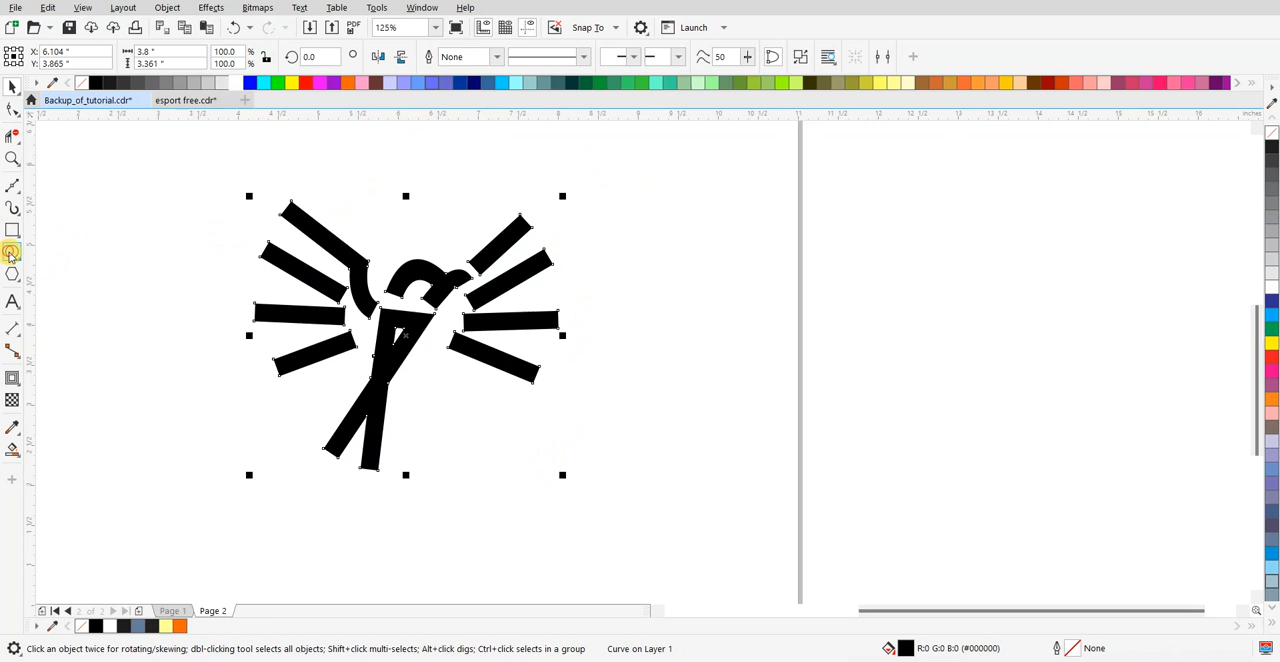 File Edit View Layout Object Effects Bitmaps Text Table Tools Window Help
PDF 125% Snap To Launch
X: 6.104 " 3.8 " 100.0 % 0.0 None 50
Y: 3.865 " 3.361 " 100.0 %
Backup_of_tutorial.cdr* esport free.cdr*
inches
2 of 2 Page 1 Page 2
Click an object twice for rotating/skewing; dbl-clicking tool selects all objects; Shift+click multi-selects; Alt+click digs; Ctrl+click selects in a group Curve on Layer 1 R:0 G:0 B:0 (#000000) None